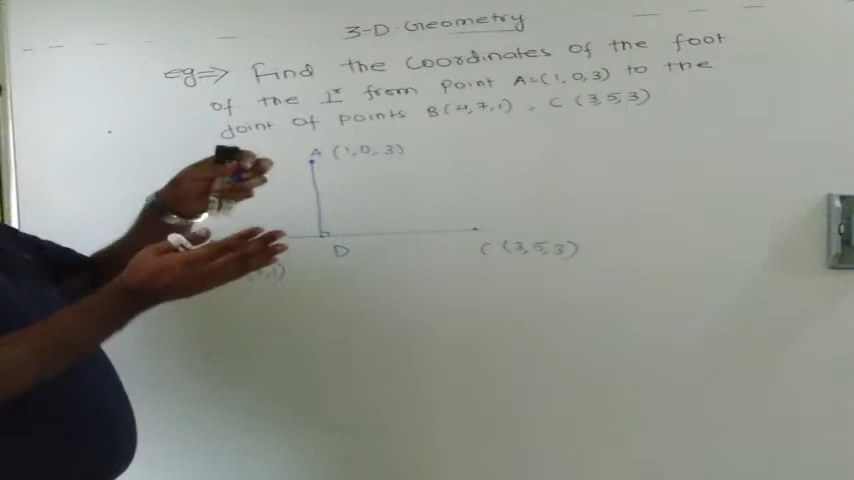 3-D Geometry
eg⇒ Find the coordinates of the foot
of the ⊥r from point A=(1,0,3) to the
Joint of points B(4,7,1), C(3,5,3)
A (1,0,3)
D
C (3,5,3)
,1)